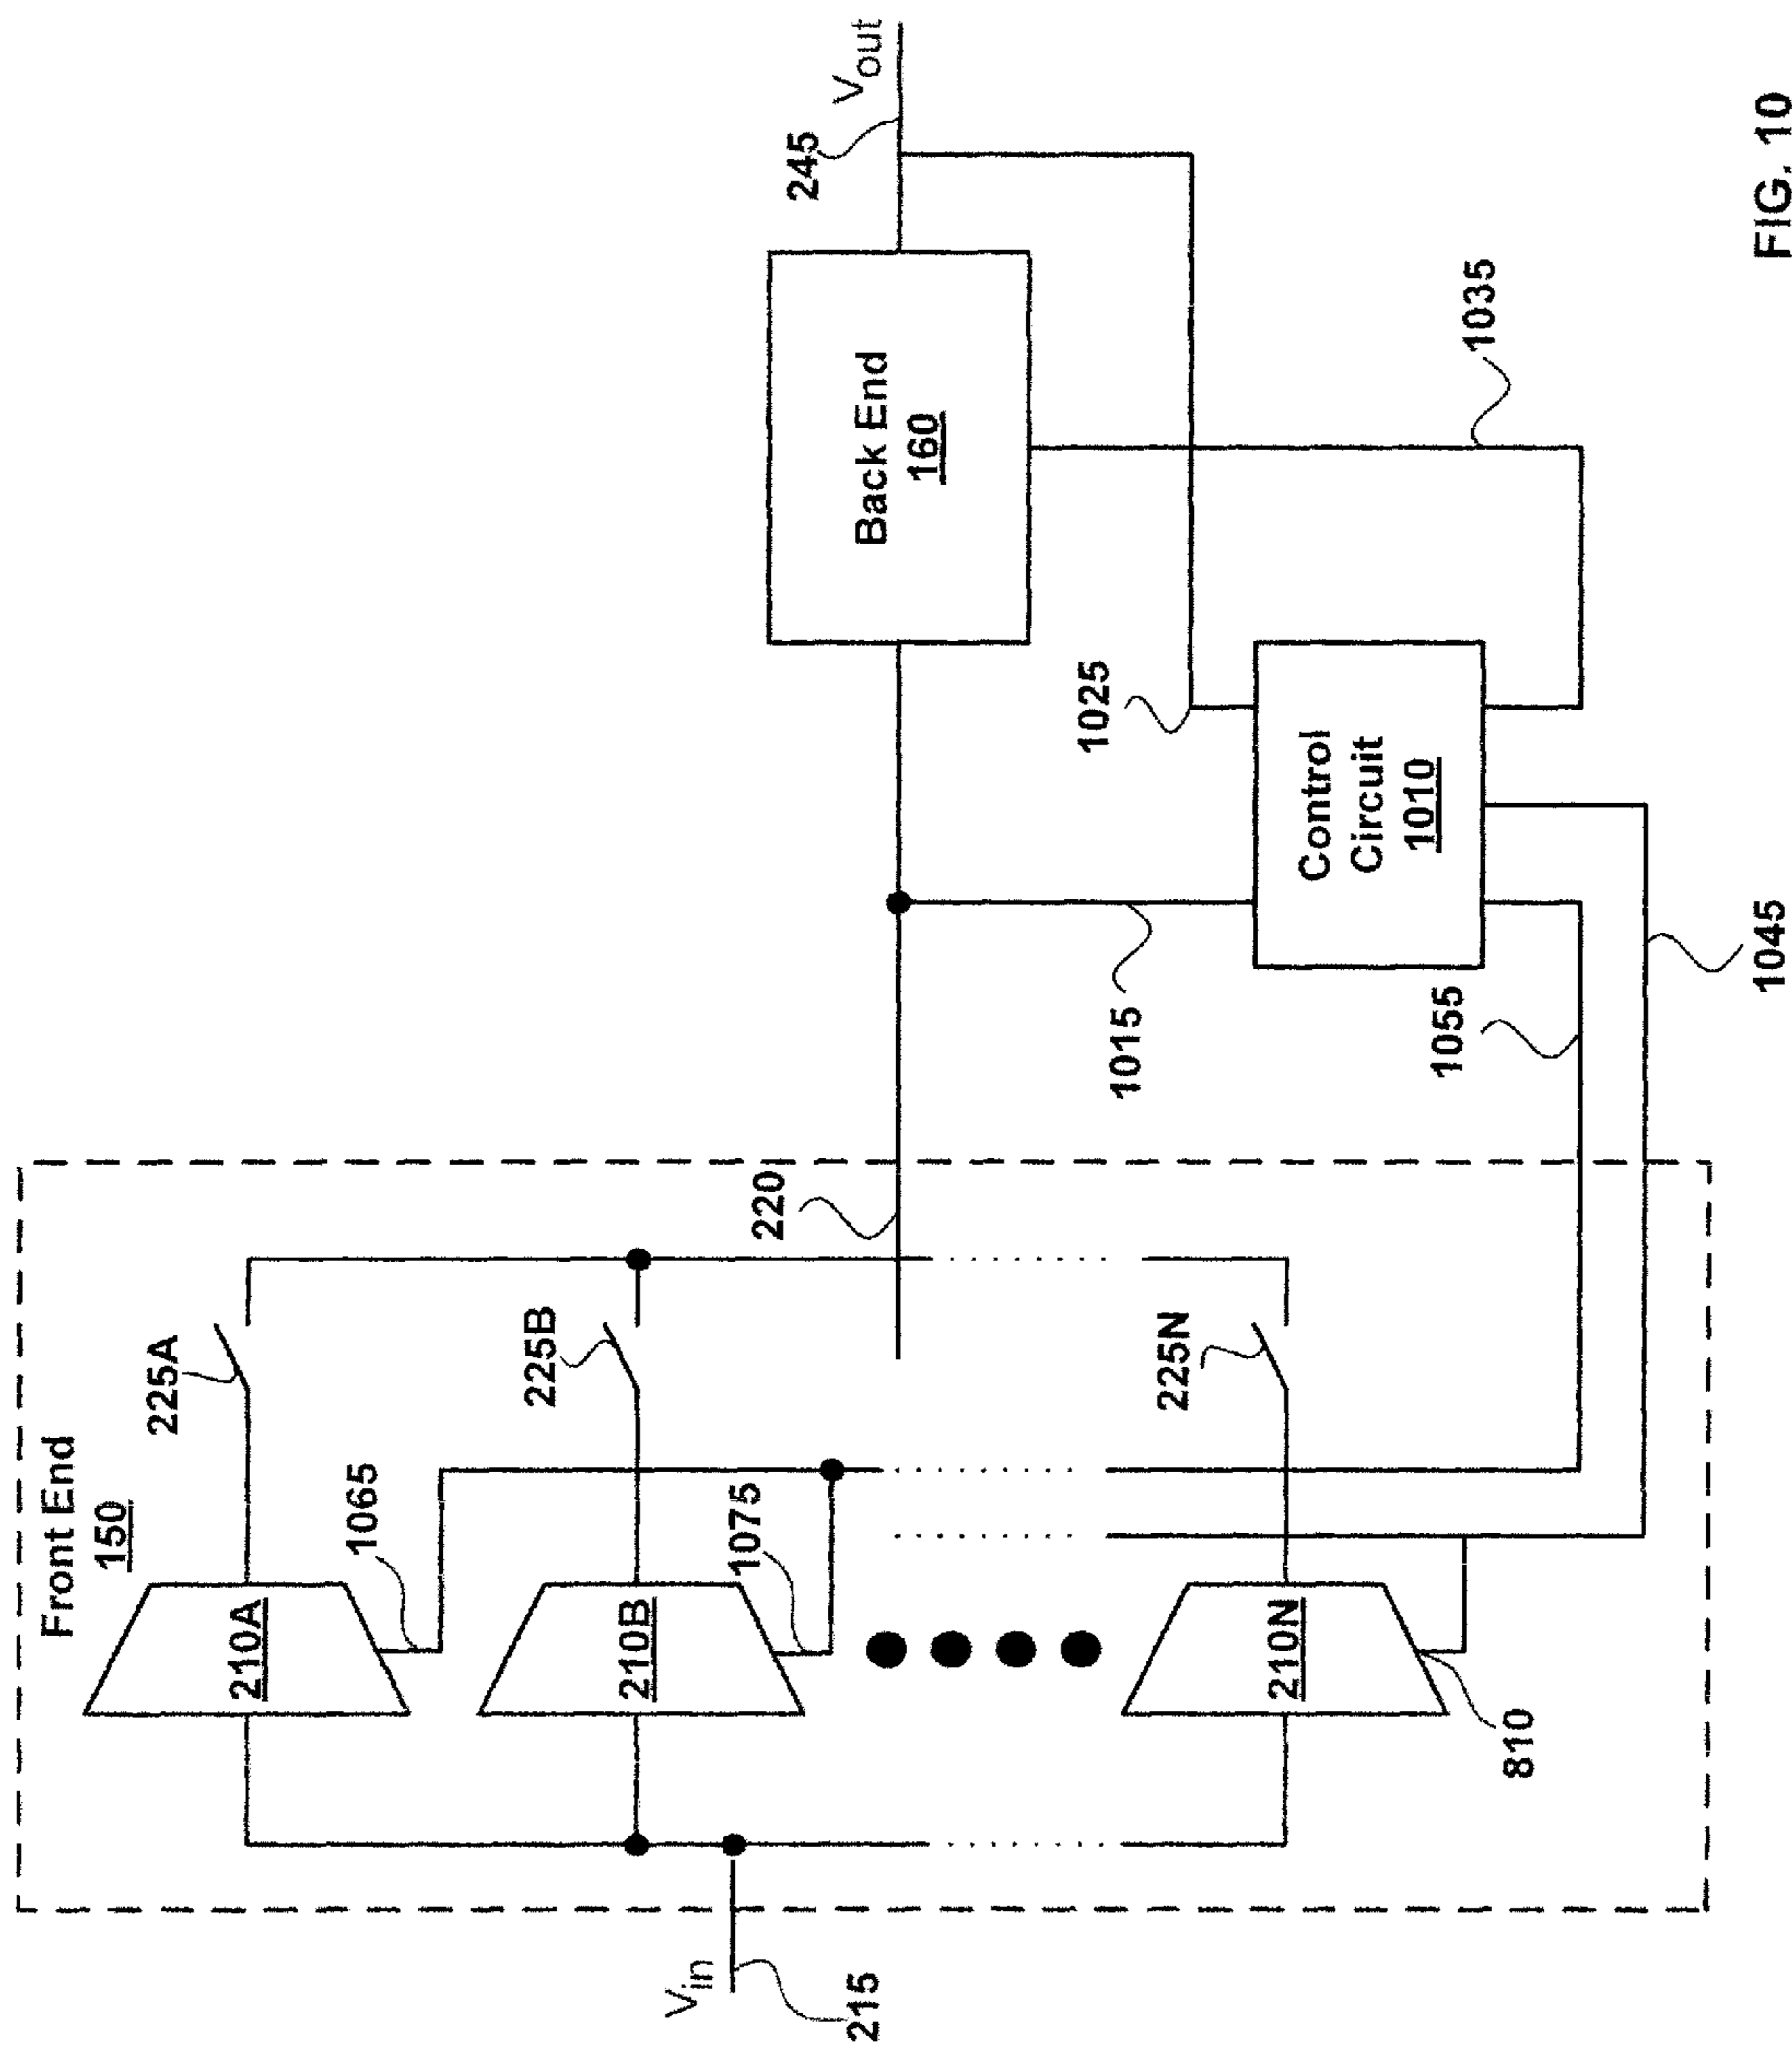 Front End
150
225A
210A
1065
225B
210B
1075
225N
210N
810
Vin
215
220
1015
1025
1055
1045
Control
Circuit
1010
Back End
160
1035
245
Vout
FIG. 10